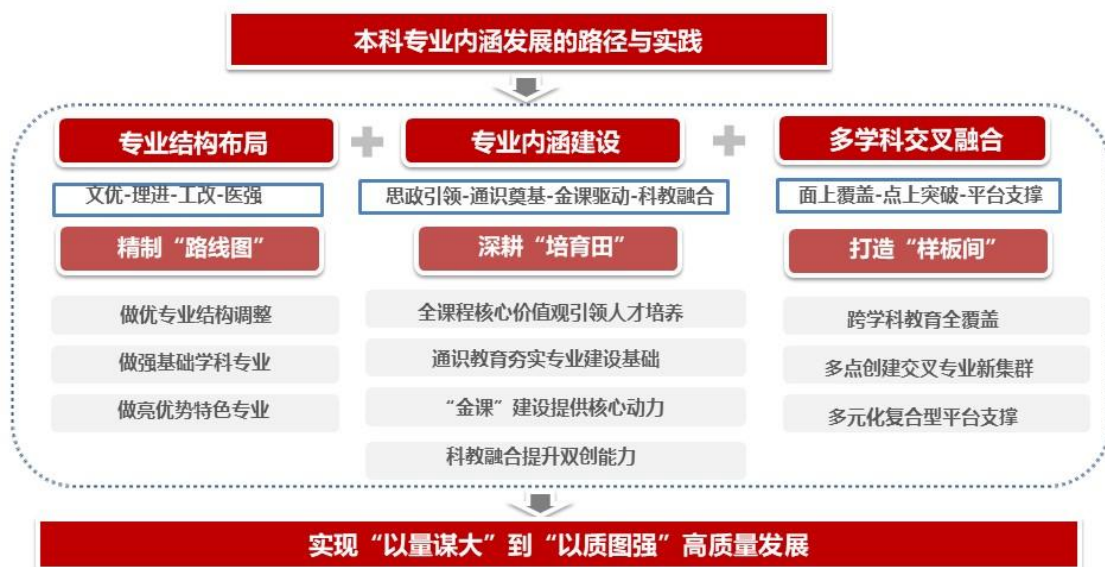 本科专业内涵发展的路径与实践
专业结构布局
文优-理进-工改-医强
精制“路线图”
做优专业结构调整
做强基础学科专业
做亮优势特色专业
专业内涵建设
思政引领-通识奠基-金课驱动-科教融合
深耕“培育田”
全课程核心价值观引领人才培养
通识教育夯实专业建设基础
“金课”建设提供核心动力
科教融合提升双创能力
多学科交叉融合
面上覆盖-点上突破-平台支撑
打造“样板间”
跨学科教育全覆盖
多点创建交叉专业新集群
多元化复合型平台支撑
实现“以量谋大”到“以质图强”高质量发展